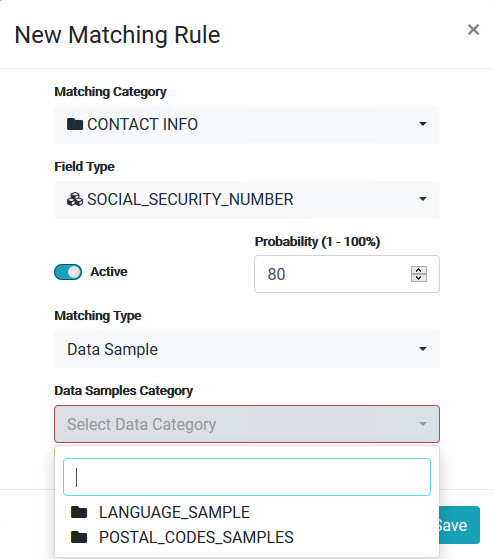 New Matching Rule ×
Matching Category
CONTACT INFO
Field Type
SOCIAL_SECURITY_NUMBER
Probability (1 - 100%)
Active
80
Matching Type
Data Sample
Data Samples Category
Select Data Category
LANGUAGE_SAMPLE
POSTAL_CODES_SAMPLES
Save